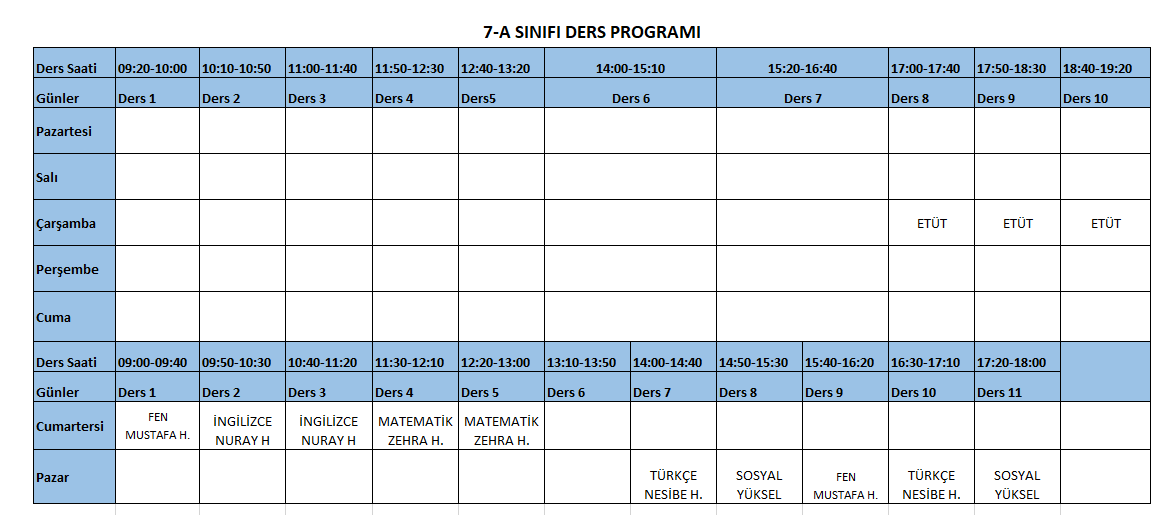 7-A SINIFI DERS PROGRAMI
Ders Saati 09:20-10:00 10:10-10:50 11:00-11:40 11:50-12:30 12:40-13:20 14:00-15:10 15:20-16:40 17:00-17:40 17:50-18:30 18:40-19:20
Günler Ders 1 Ders 2 Ders 3 Ders 4 Ders5 Ders 6 Ders 7 Ders 8 Ders 9 Ders 10
Pazartesi
Salı
Çarşamba ETÜT ETÜT ETÜT
Perşembe
Cuma
Ders Saati 09:00-09:40 09:50-10:30 10:40-11:20 11:30-12:10 12:20-13:00 13:10-13:50 14:00-14:40 14:50-15:30 15:40-16:20 16:30-17:10 17:20-18:00
Günler Ders 1 Ders 2 Ders 3 Ders 4 Ders 5 Ders 6 Ders 7 Ders 8 Ders 9 Ders 10 Ders 11
Cumartersi
FEN
MUSTAFA H.
İNGİLİZCE
NURAY H
İNGİLİZCE
NURAY H
MATEMATİK
ZEHRA H.
MATEMATİK
ZEHRA H.
Pazar
TÜRKÇE
NESİBE H.
SOSYAL
YÜKSEL
FEN
MUSTAFA H.
TÜRKÇE
NESİBE H.
SOSYAL
YÜKSEL